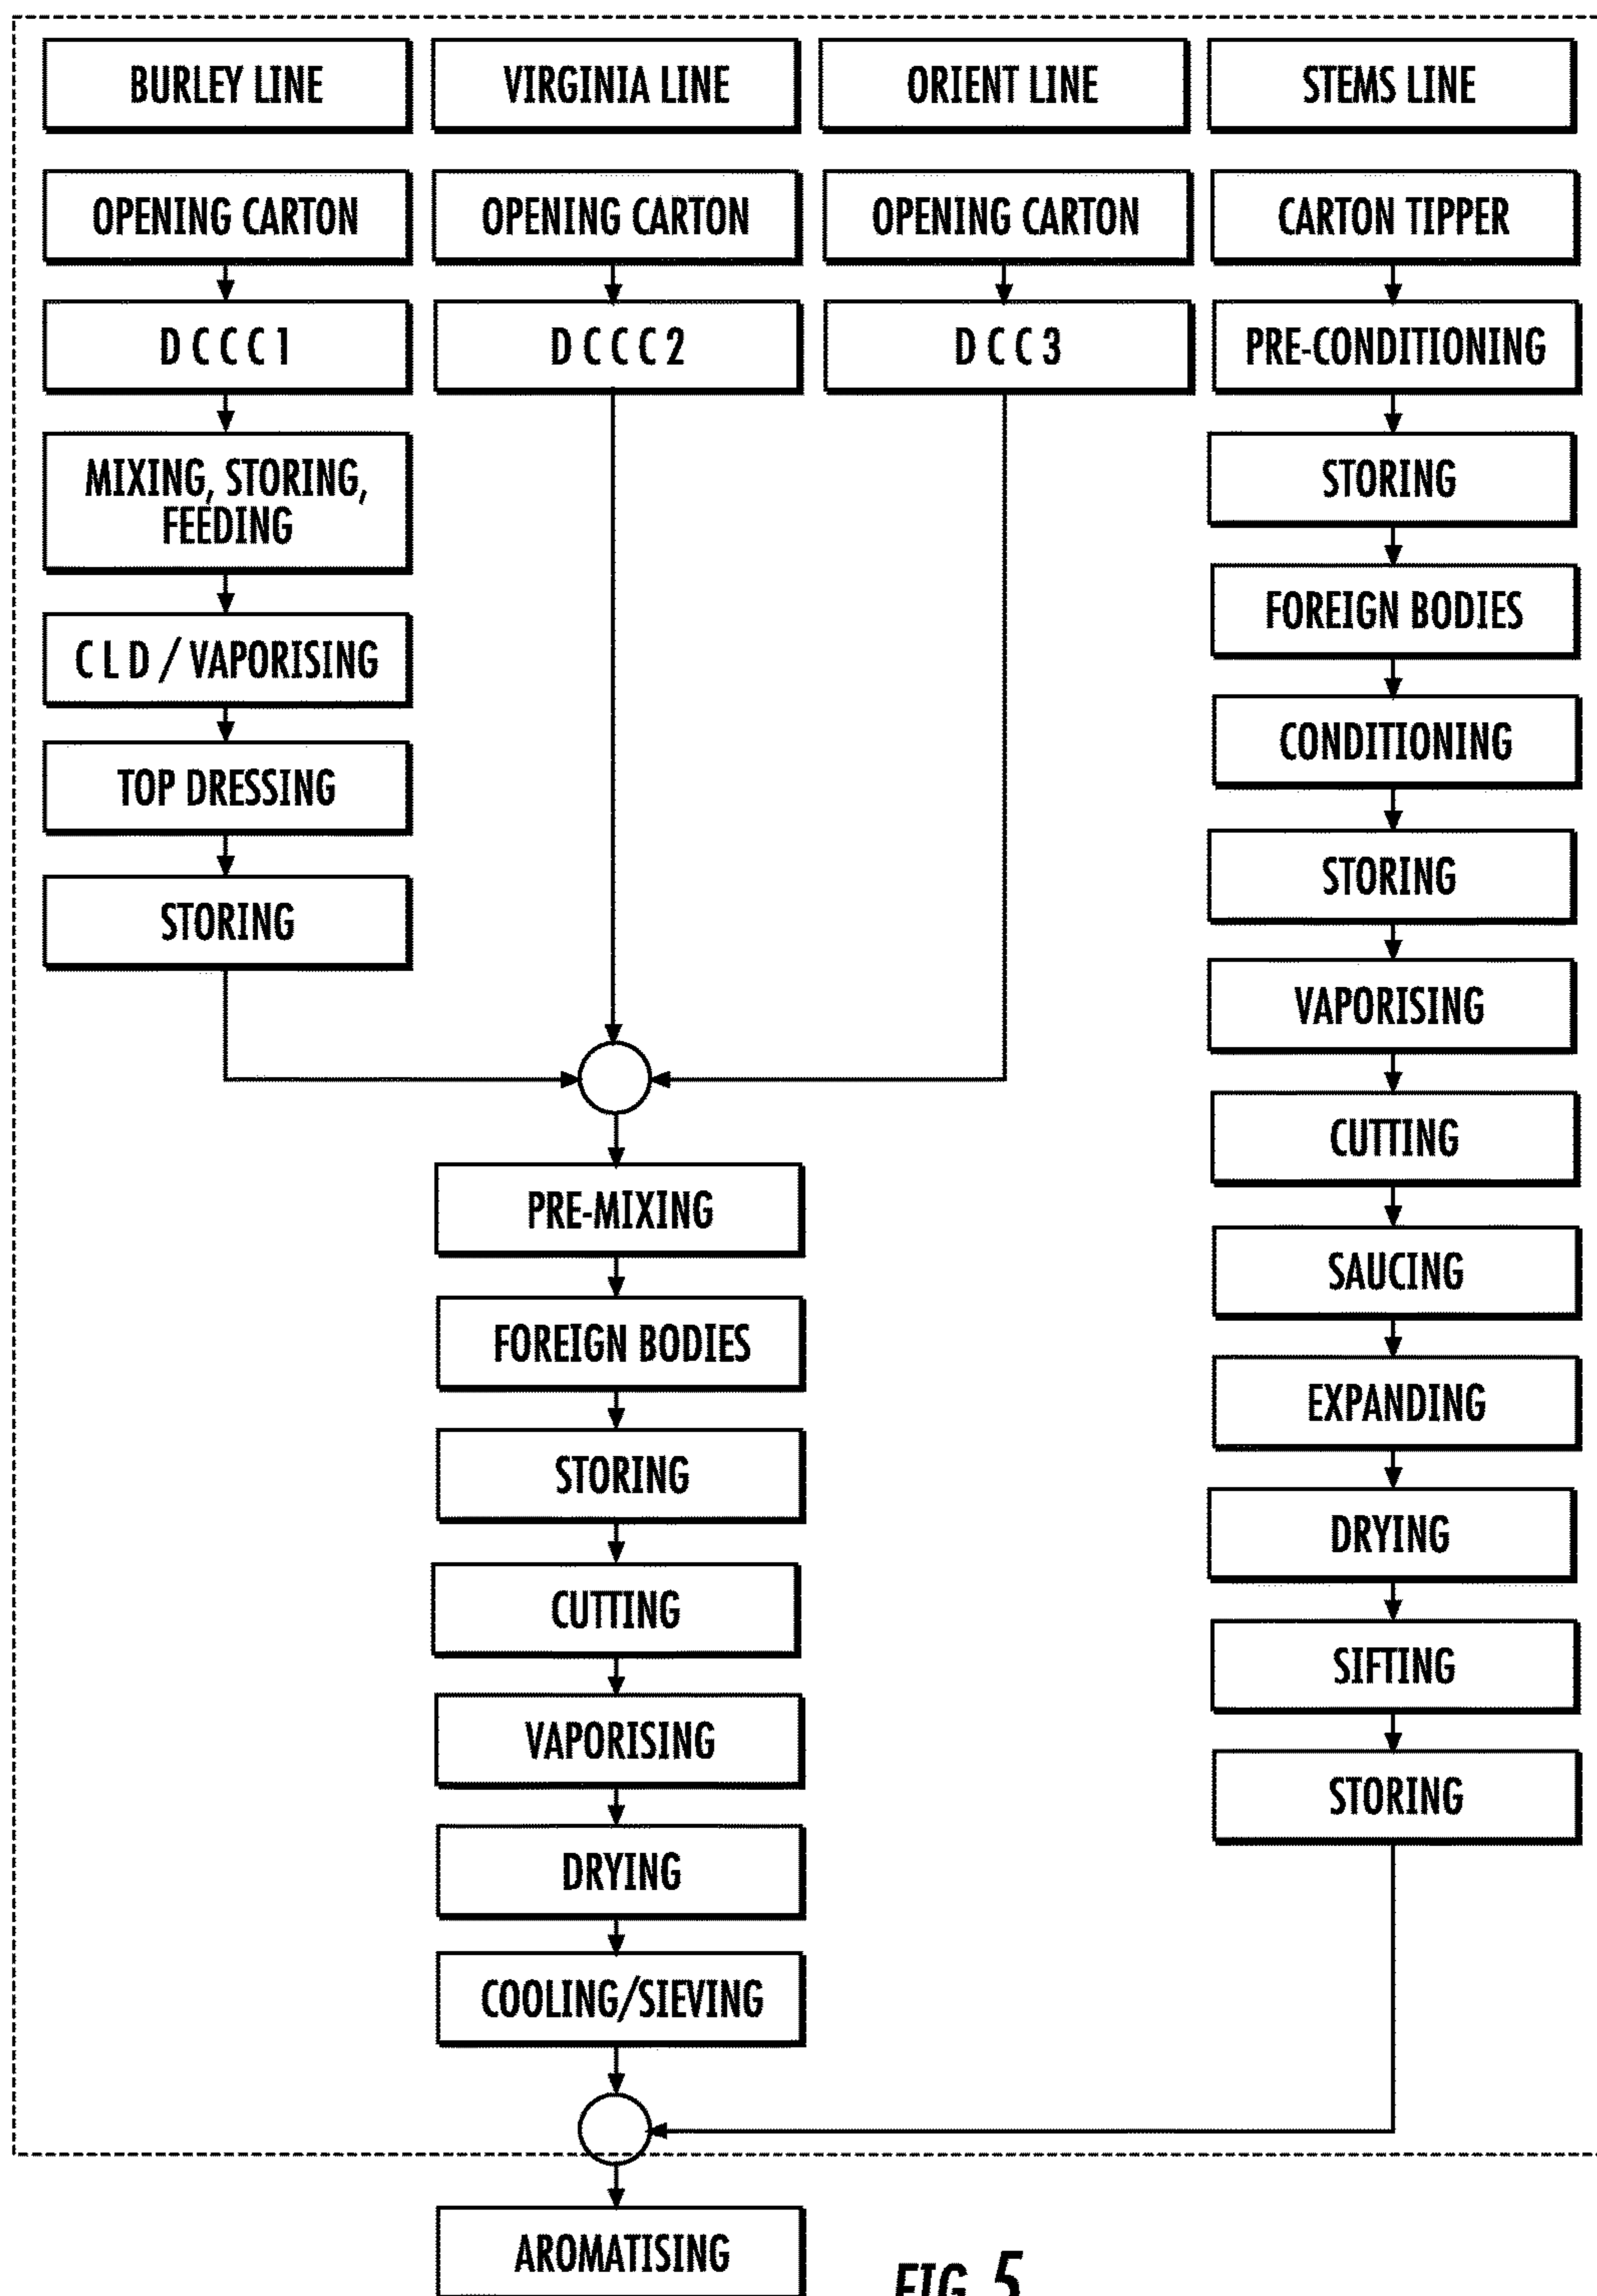 BURLEY LINE
VIRGINIA LINE
ORIENT LINE
STEMS LINE
OPENING CARTON
OPENING CARTON
OPENING CARTON
CARTON TIPPER
D C C C 1
D C C C 2
D C C 3
PRE-CONDITIONING
MIXING, STORING,
FEEDING
C L D / VAPORISING
TOP DRESSING
STORING
STORING
FOREIGN BODIES
CONDITIONING
STORING
VAPORISING
CUTTING
SAUCING
EXPANDING
DRYING
SIFTING
STORING
PRE-MIXING
FOREIGN BODIES
STORING
CUTTING
VAPORISING
DRYING
COOLING/SIEVING
AROMATISING
FIG. 5